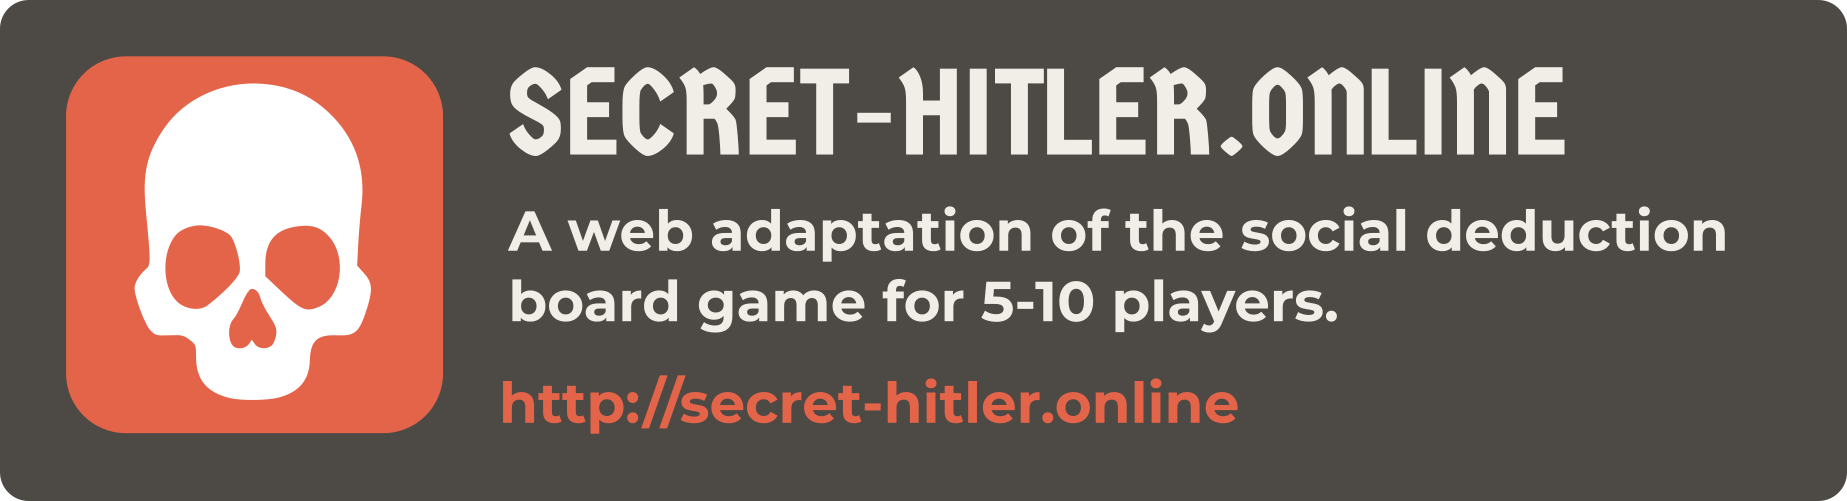 SECRET-HITLER.ONLINE
A web adaptation of the social deduction
board game for 5-10 players.
http://secret-hitler.online